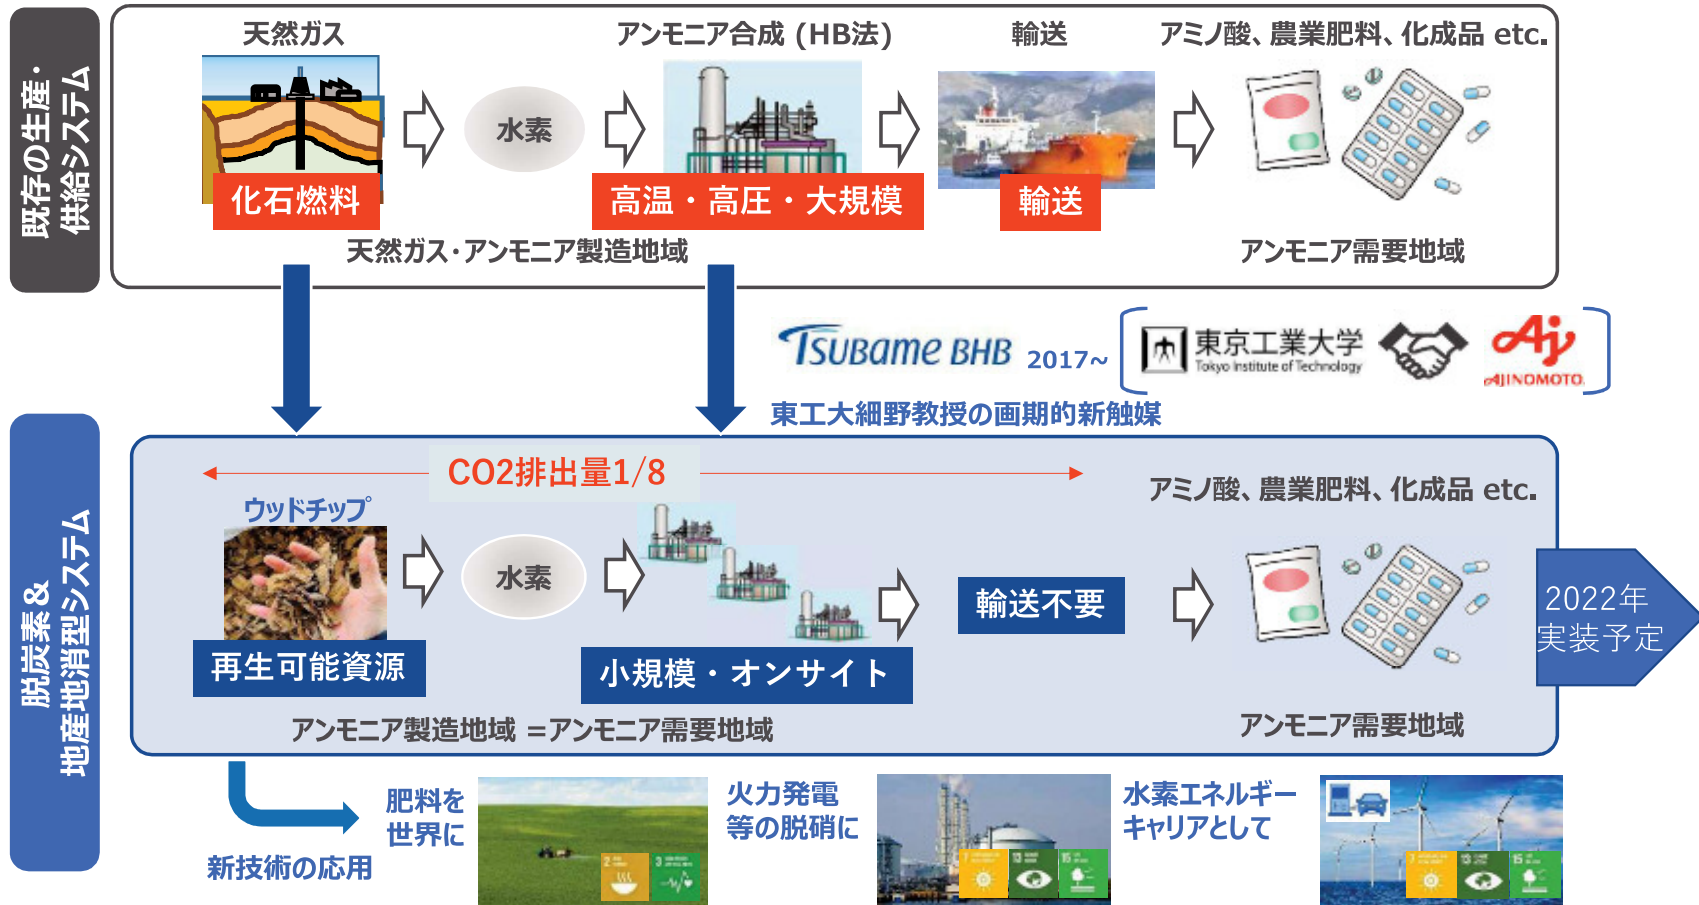 既存の生産・
供給システム
天然ガス
アンモニア合成 (HB法)
輸送
アミノ酸、農業肥料、化成品 etc.
水素
化石燃料
高温・高圧・大規模
輸送
天然ガス・アンモニア製造地域
アンモニア需要地域
TSUBAME BHB
2017~
東京工業大学
Tokyo Institute of Technology
Aj
AJINOMOTO
東工大細野教授の画期的新触媒
脱炭素&
地産地消型システム
CO2排出量1/8
アミノ酸、農業肥料、化成品 etc.
ウッドチップ
水素
輸送不要
再生可能資源
小規模・オンサイト
アンモニア製造地域 =アンモニア需要地域
アンモニア需要地域
2022年
実装予定
新技術の応用
肥料を
世界に
2
3
火力発電
等の脱硝に
7
13
15
水素エネルギー
キャリアとして
7
13
15